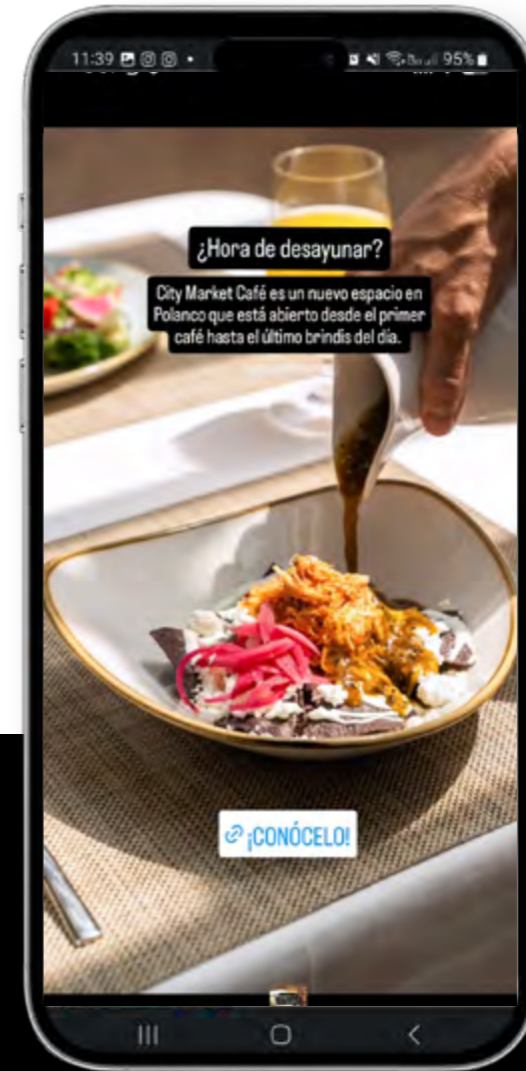 11:39
95%
¿Hora de desayunar?
City Market Café es un nuevo espacio en
Polanco que está abierto desde el primer
café hasta el último brindis del día.
¡CONÓCELO!